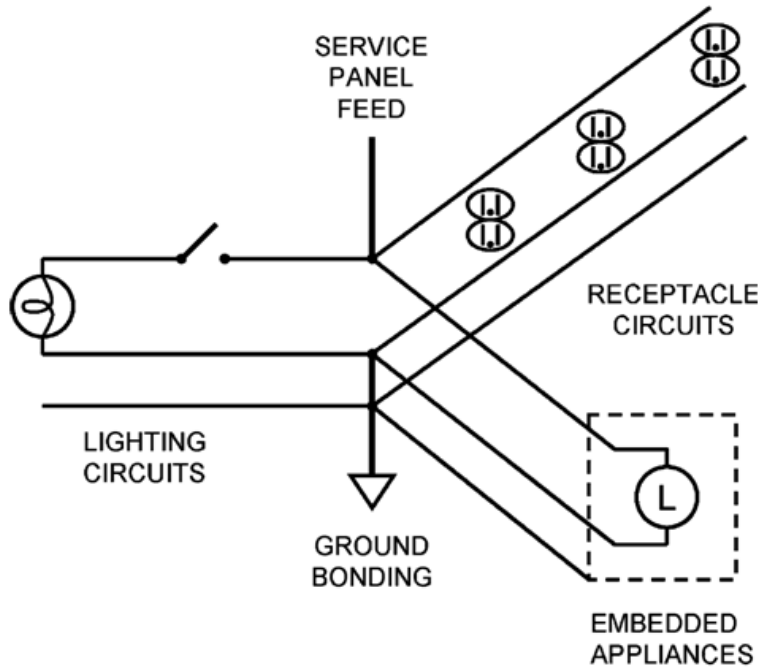 SERVICE
PANEL
FEED
RECEPTACLE
CIRCUITS
LIGHTING
CIRCUITS
L
GROUND
BONDING
EMBEDDED
APPLIANCES